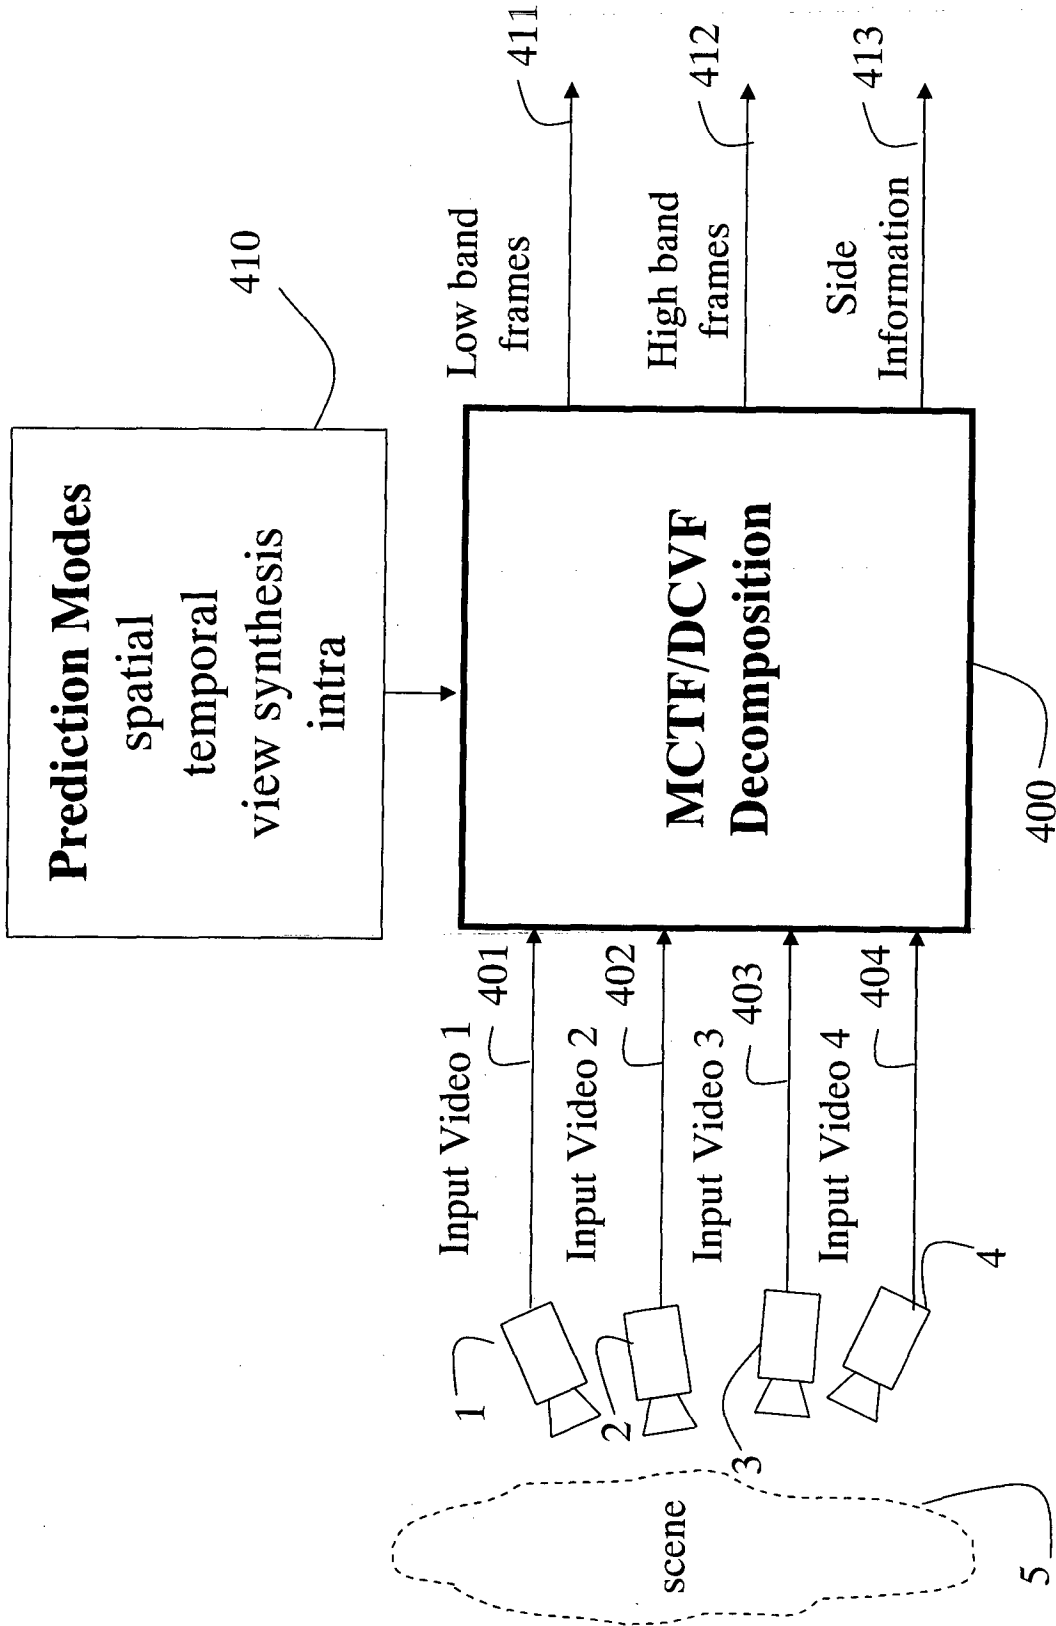 Prediction Modes
spatial
temporal
view synthesis
intra
410
1
2
3
4
scene
5
Input Video 1
401
Input Video 2
402
Input Video 3
403
Input Video 4
404
MCTF/DCVF
Decomposition
400
Low band
frames
411
High band
frames
412
Side
Information
413